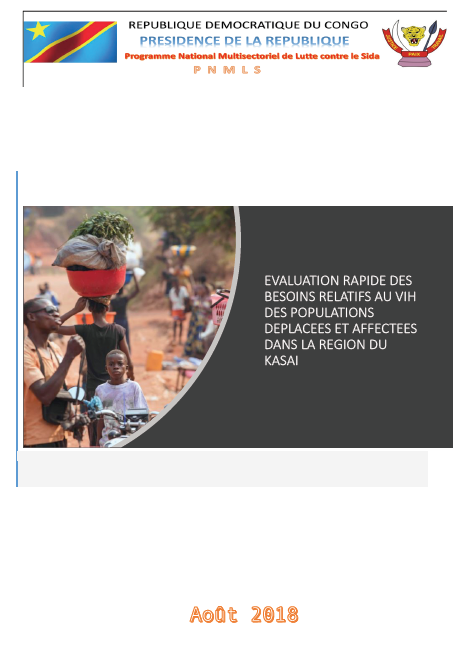 REPUBLIQUE DEMOCRATIQUE DU CONGO
PRESIDENCE DE LA REPUBLIQUE
Programme National Multisectoriel de Lutte contre le Sida
P N M L S
EVALUATION RAPIDE DES
BESOINS RELATIFS AU VIH
DES POPULATIONS
DEPLACEES ET AFFECTEES
DANS LA REGION DU
KASAI
Août 2018